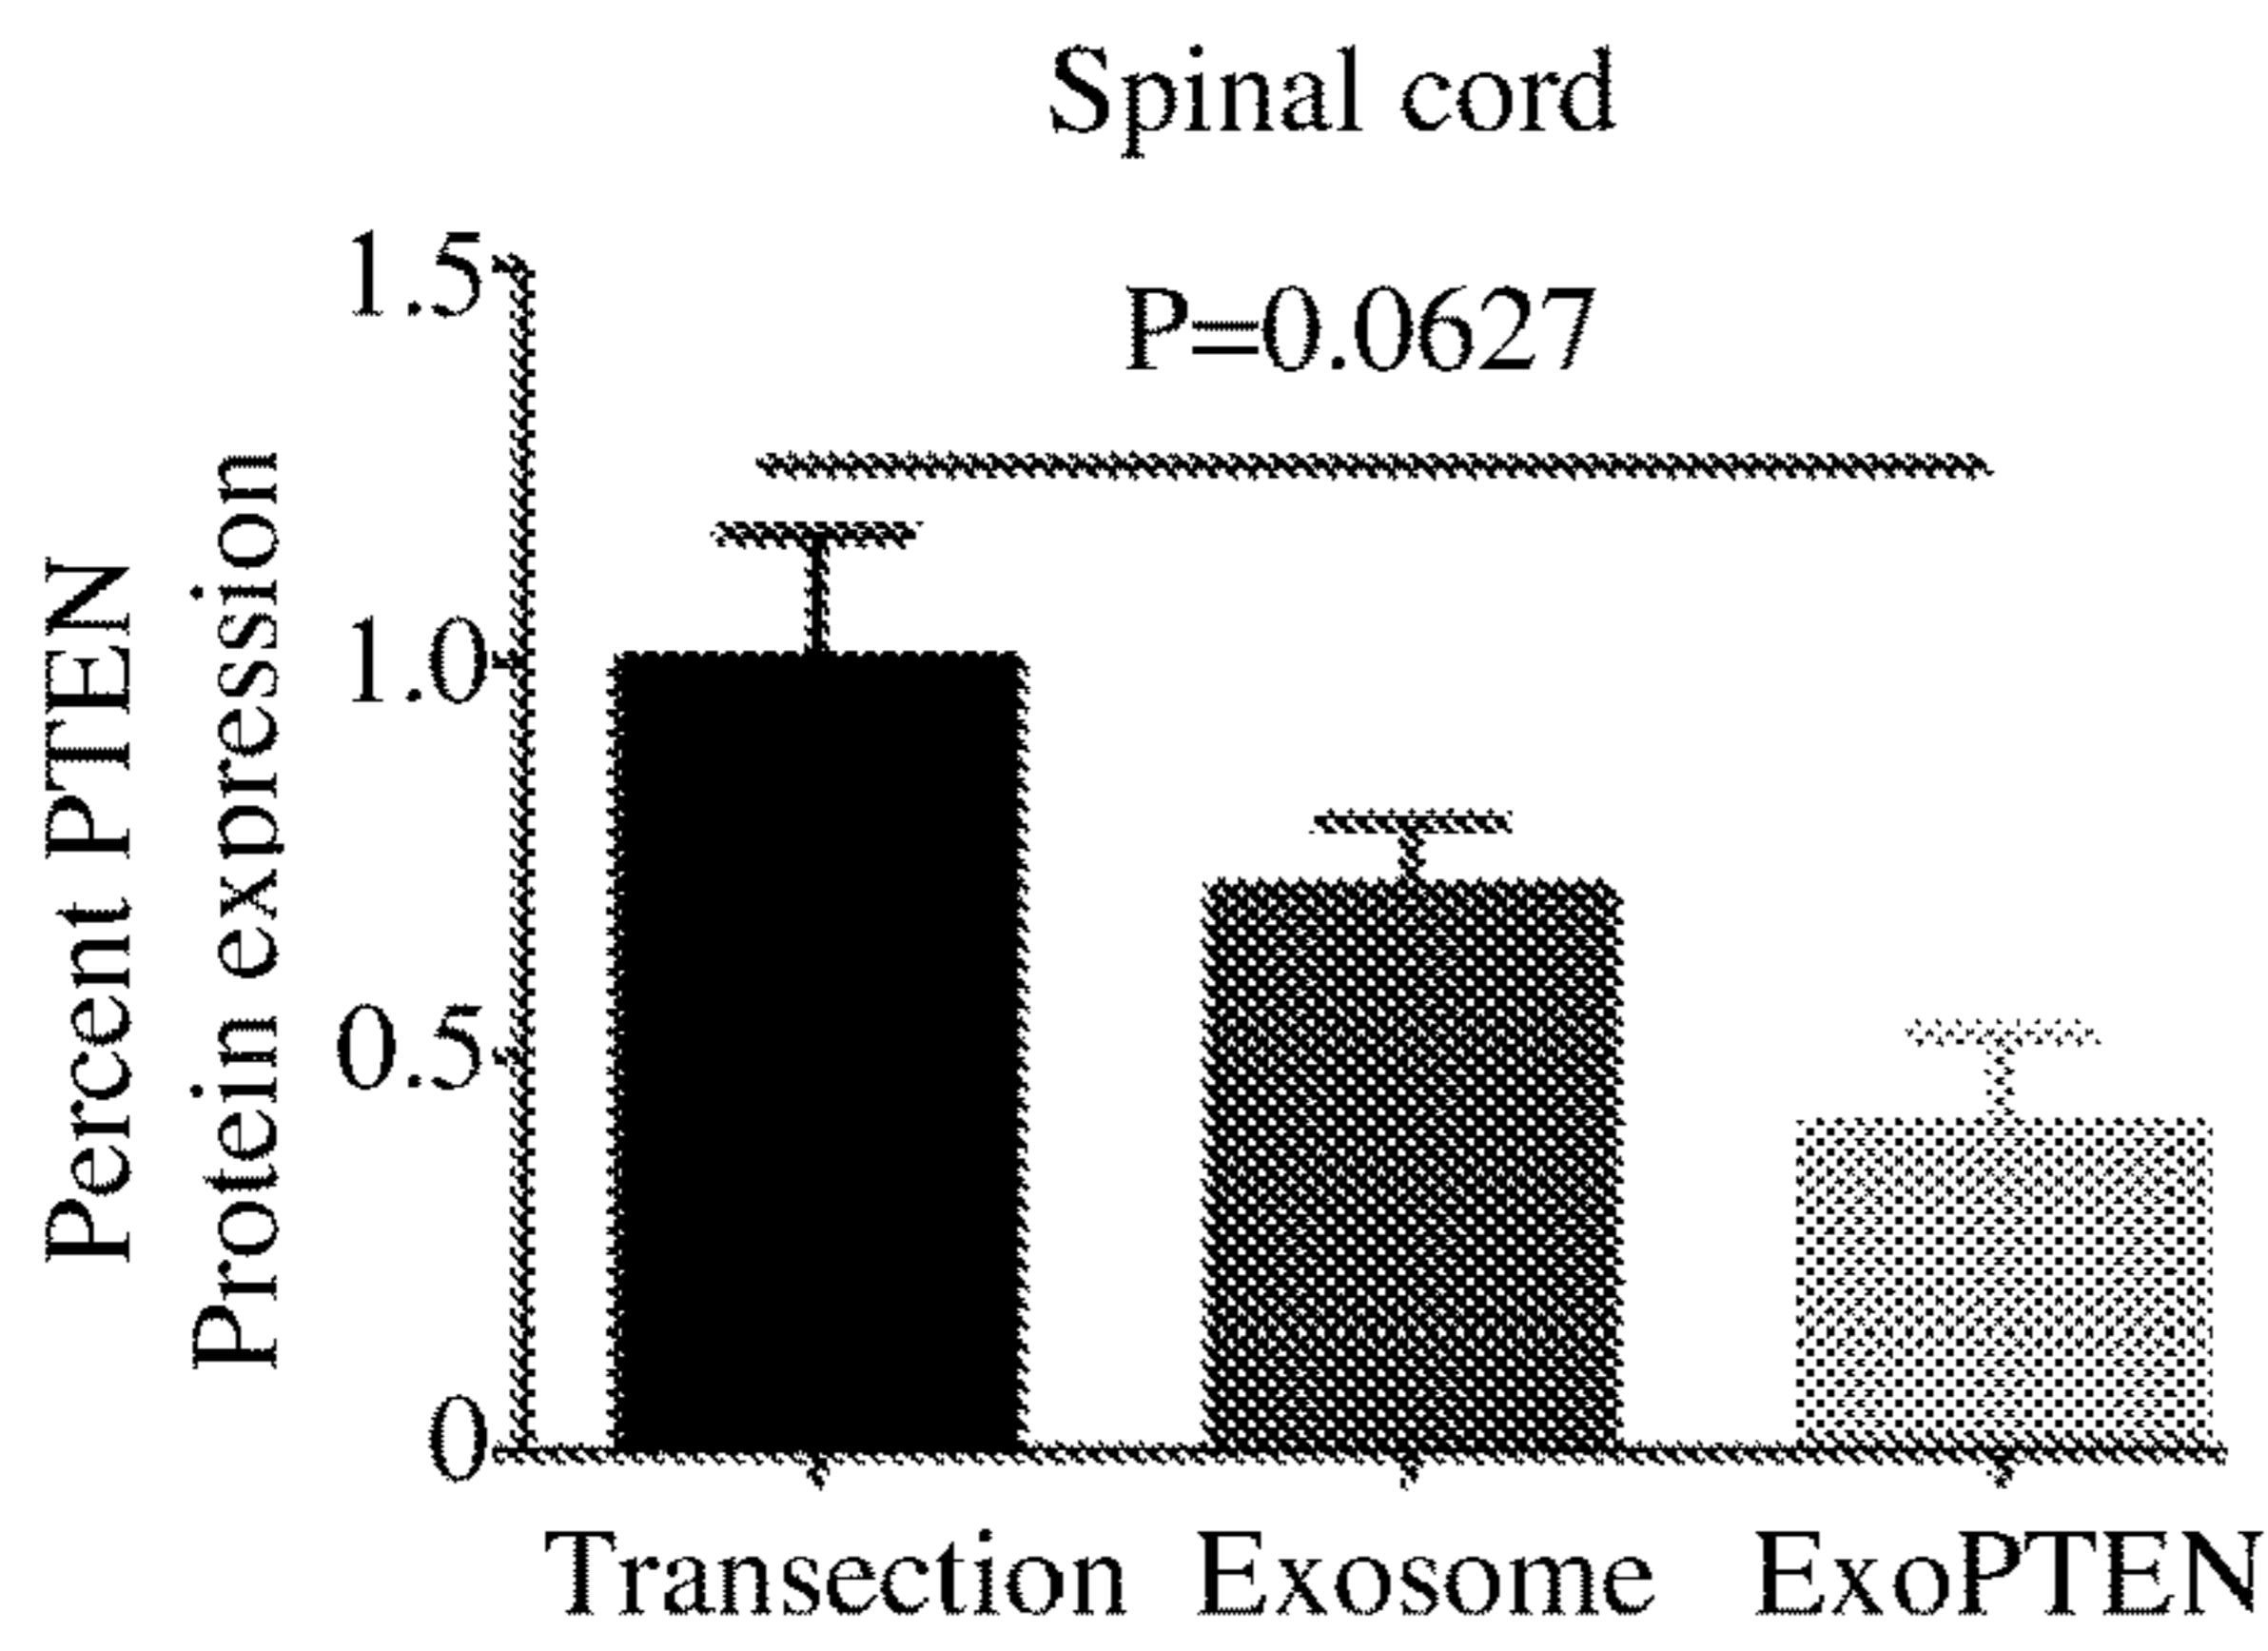 Spinal cord
P=0.0627
Percent PTEN
Protein expression
1.5
1.0
0.5
0
Transection Exosome ExoPTEN